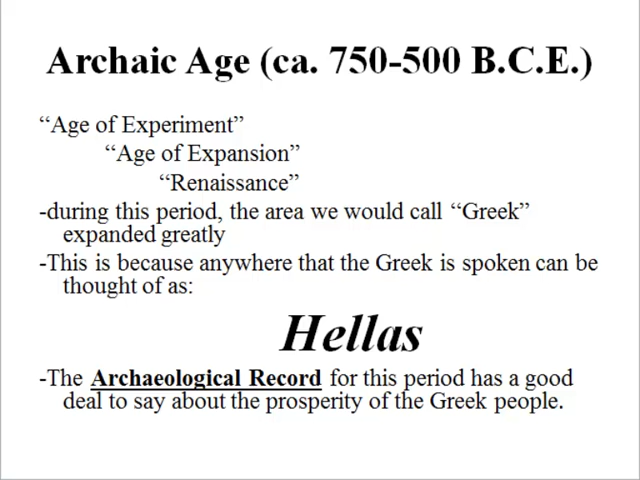 Archaic Age (ca. 750-500 B.C.E.)
“Age of Experiment”
“Age of Expansion”
“Renaissance”
-during this period, the area we would call “Greek”
expanded greatly
-This is because anywhere that the Greek is spoken can be
thought of as:
Hellas
-The Archaeological Record for this period has a good
deal to say about the prosperity of the Greek people.